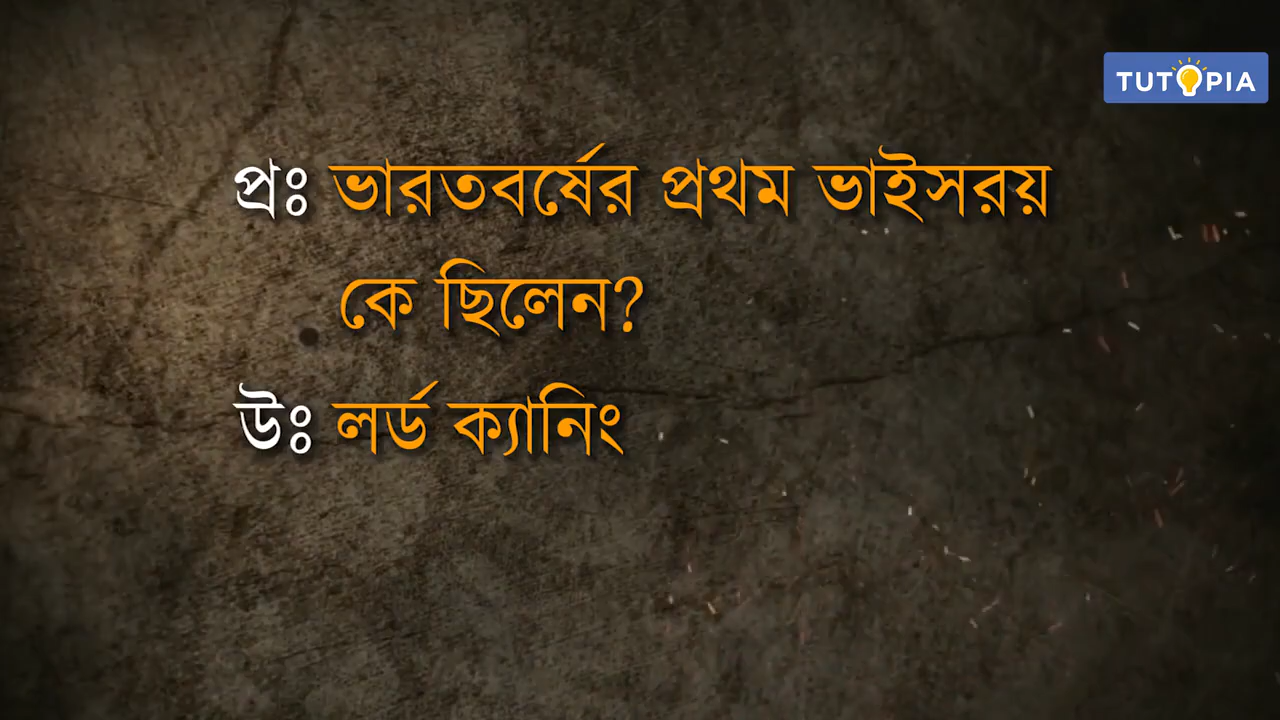 TUTOPIA
প্রঃ ভারতবর্ষের প্রথম ভাইসরয়
কে ছিলেন?
উঃ লর্ড ক্যানিং